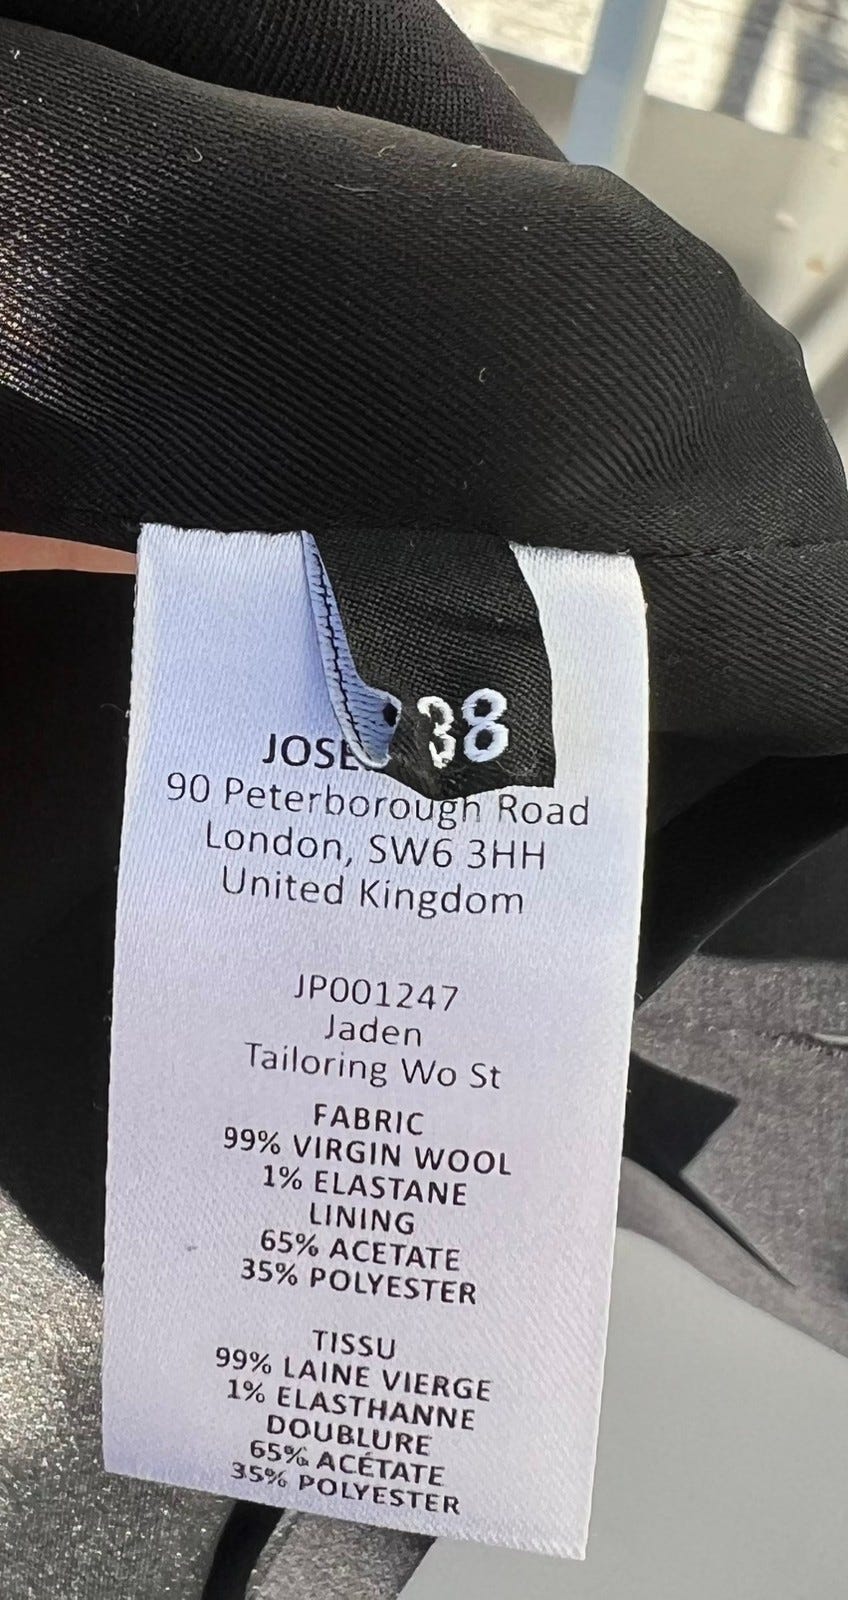 38
90 Peterborough Road
London, SW6 3HH
United Kingdom
JP001247
Jaden
Tailoring Wo St
FABRIC
99% VIRGIN WOOL
1% ELASTANE
LINING
65% ACETATE
35% POLYESTER
TISSU
99% LAINE VIERGE
1% ELASTHANNE
DOUBLURE
65% ACÉTATE
35% POLYESTER